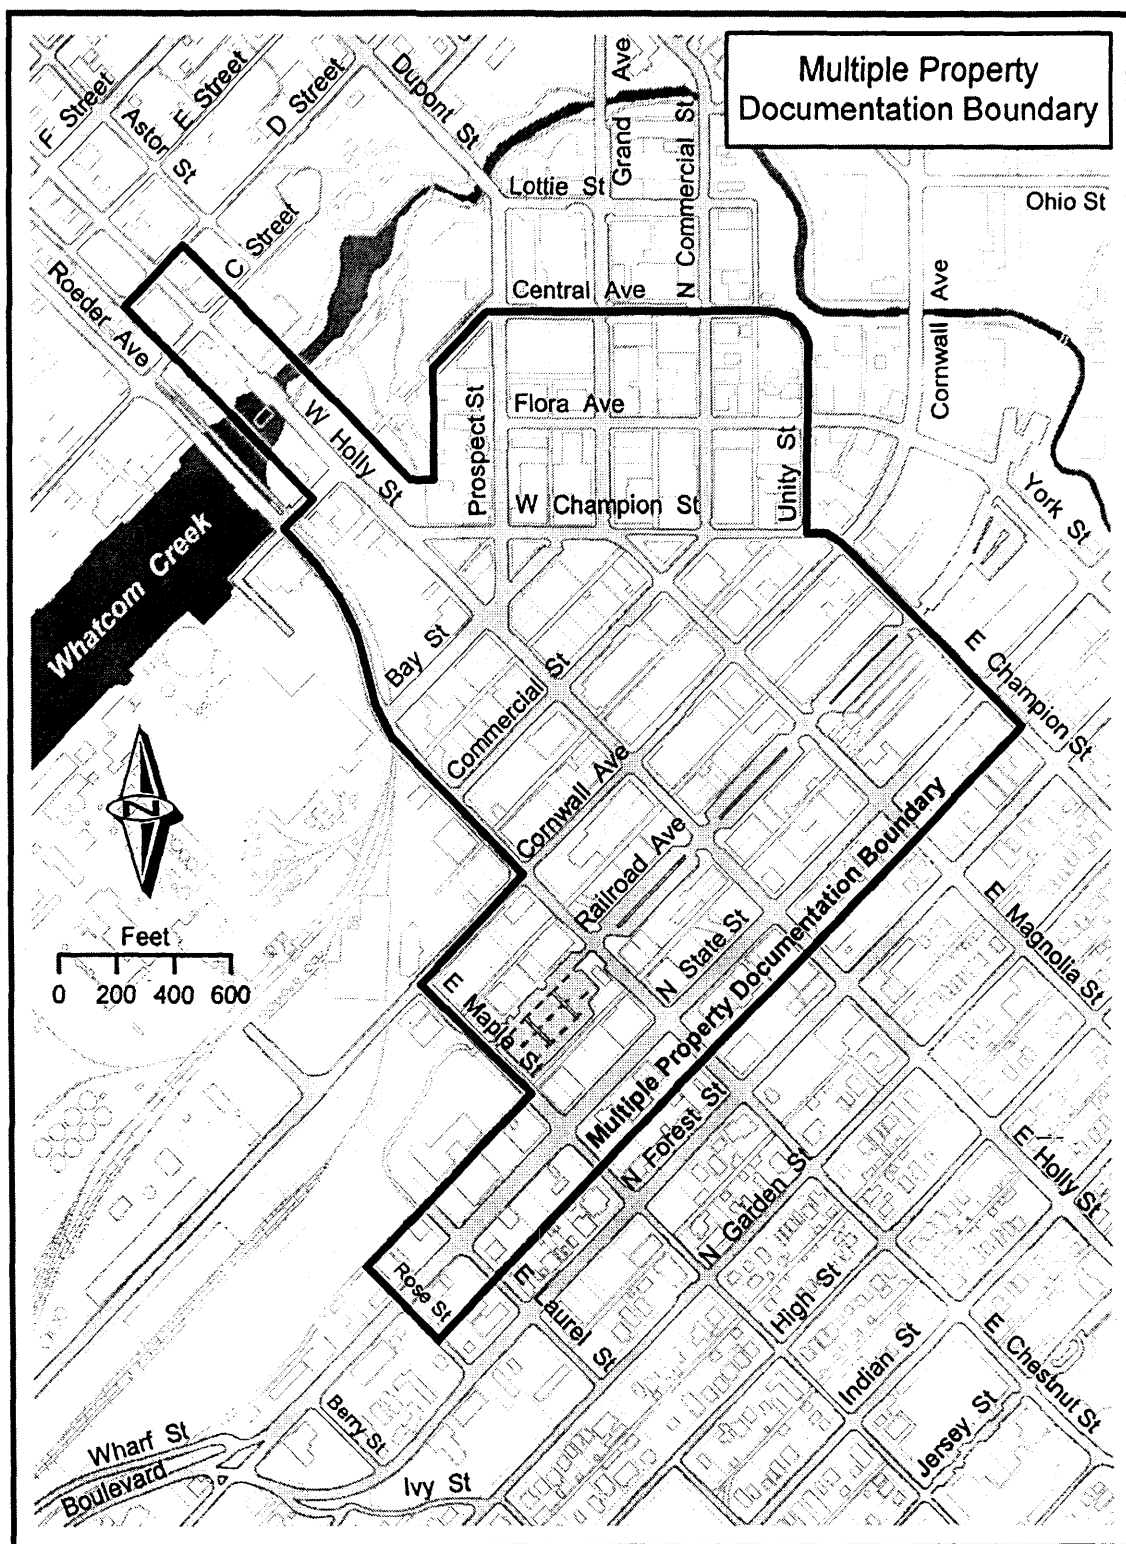 Multiple Property
Documentation Boundary
F Street
Astor St
E Street
D Street
Dupont St
Grand Ave
N Commercial St
Lottie St
Ohio St
C Street
Roeder Ave
Central Ave
Cornwall Ave
W Holly St
Prospect St
Flora Ave
Unity St
W Champion St
York St
Whatcom Creek
Bay St
Commercial St
E Champion St
Cornwall Ave
Railroad Ave
N
Feet
0 200 400 600
E Maple St
N State St
Multiple Property Documentation Boundary
E Magnolia St
N Forest St
E Holly St
N Garden St
Rose St
E Laurel St
High St
Indian St
E Chestnut St
Jersey St
Berry St
Wharf St
Boulevard
Ivy St